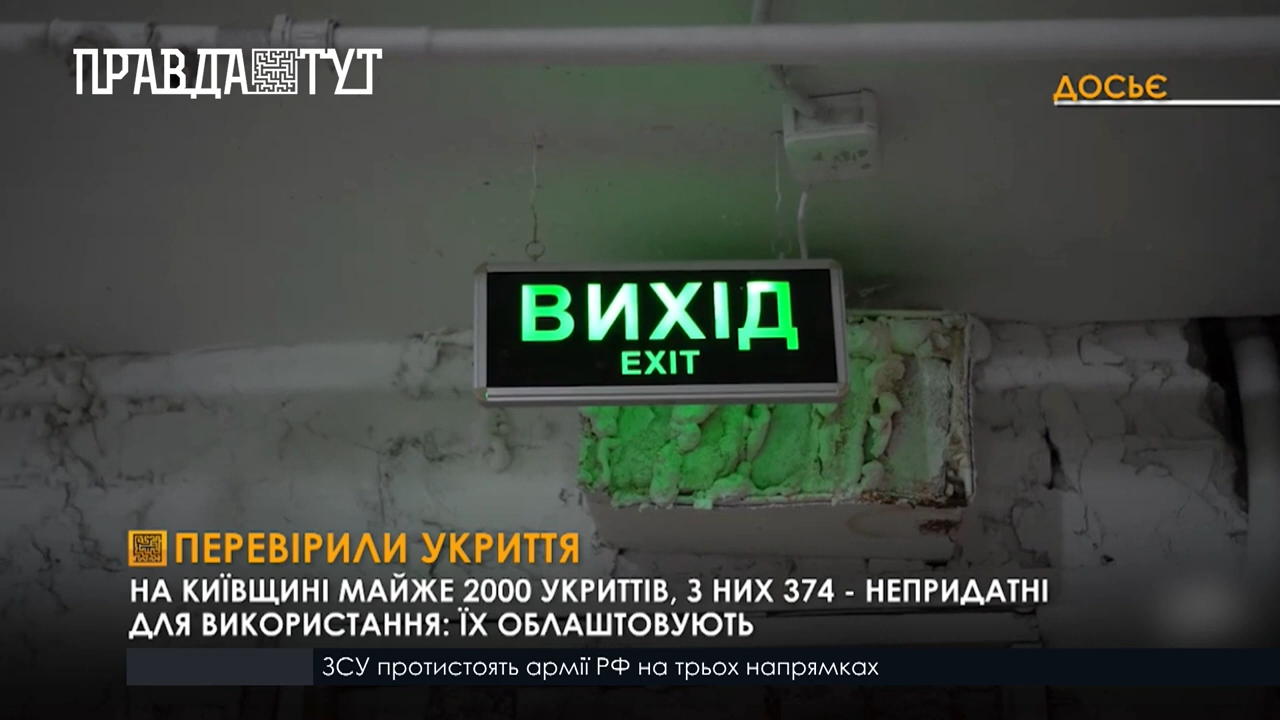 ПРАВДА ТУТ
ДОСЬЄ
ВИХІД
EXIT
ПЕРЕВІРИЛИ УКРИТТЯ
НА КИЇВЩИНІ МАЙЖЕ 2000 УКРИТТІВ, З НИХ 374 - НЕПРИДАТНІ
ДЛЯ ВИКОРИСТАННЯ: ЇХ ОБЛАШТОВУЮТЬ
ЗСУ протистоять армії РФ на трьох напрямках